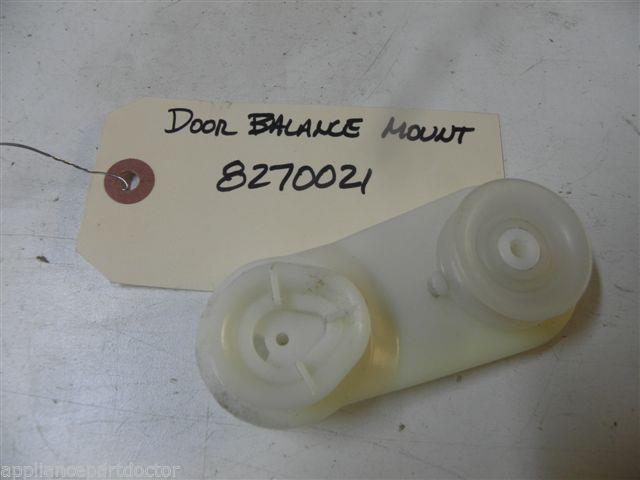 DOOR BALANCE MOUNT
8270021
appliancepartdoctor